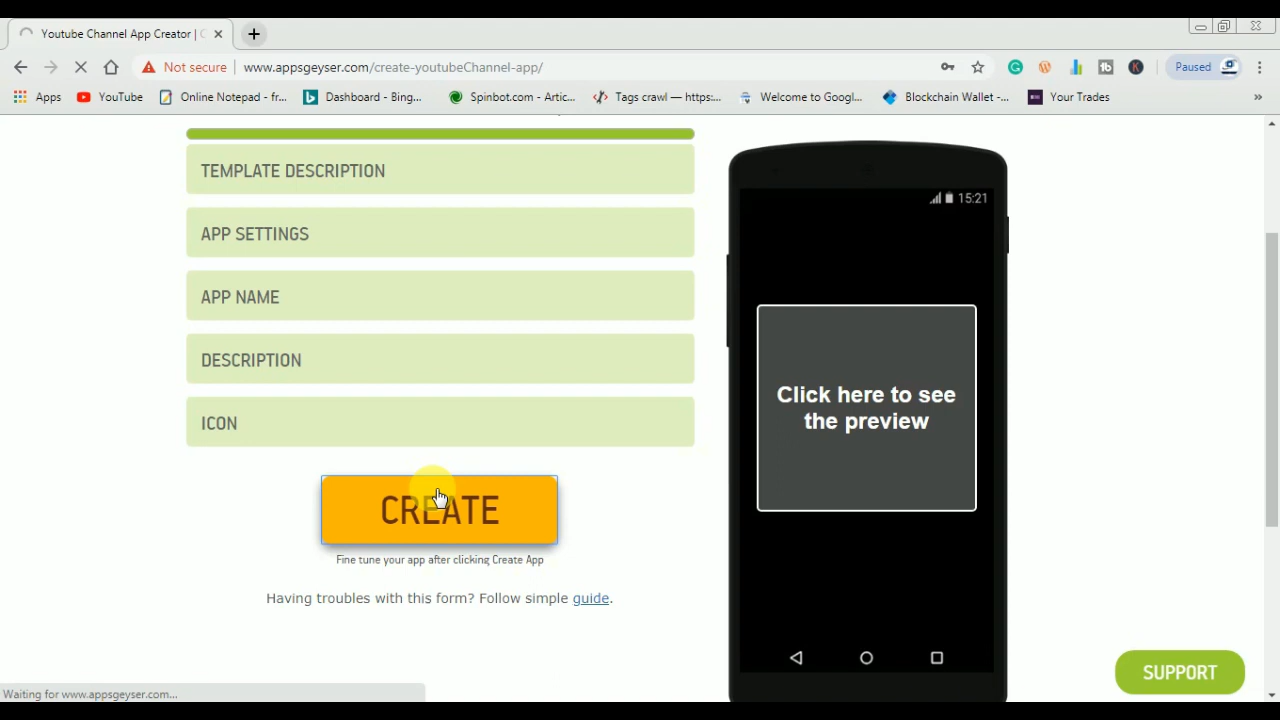 Youtube Channel App Creator |
Not secure www.appsgeyser.com/create-youtubeChannel-app/ Paused
Apps YouTube Online Notepad - fr... Dashboard - Bing... Spinbot.com - Artic... Tags crawl — https:... Welcome to Googl... Blockchain Wallet -... Your Trades »
TEMPLATE DESCRIPTION
APP SETTINGS
APP NAME
DESCRIPTION
ICON
CREATE
Fine tune your app after clicking Create App
Having troubles with this form? Follow simple guide.
15:21
Click here to see
the preview
SUPPORT
Waiting for www.appsgeyser.com...